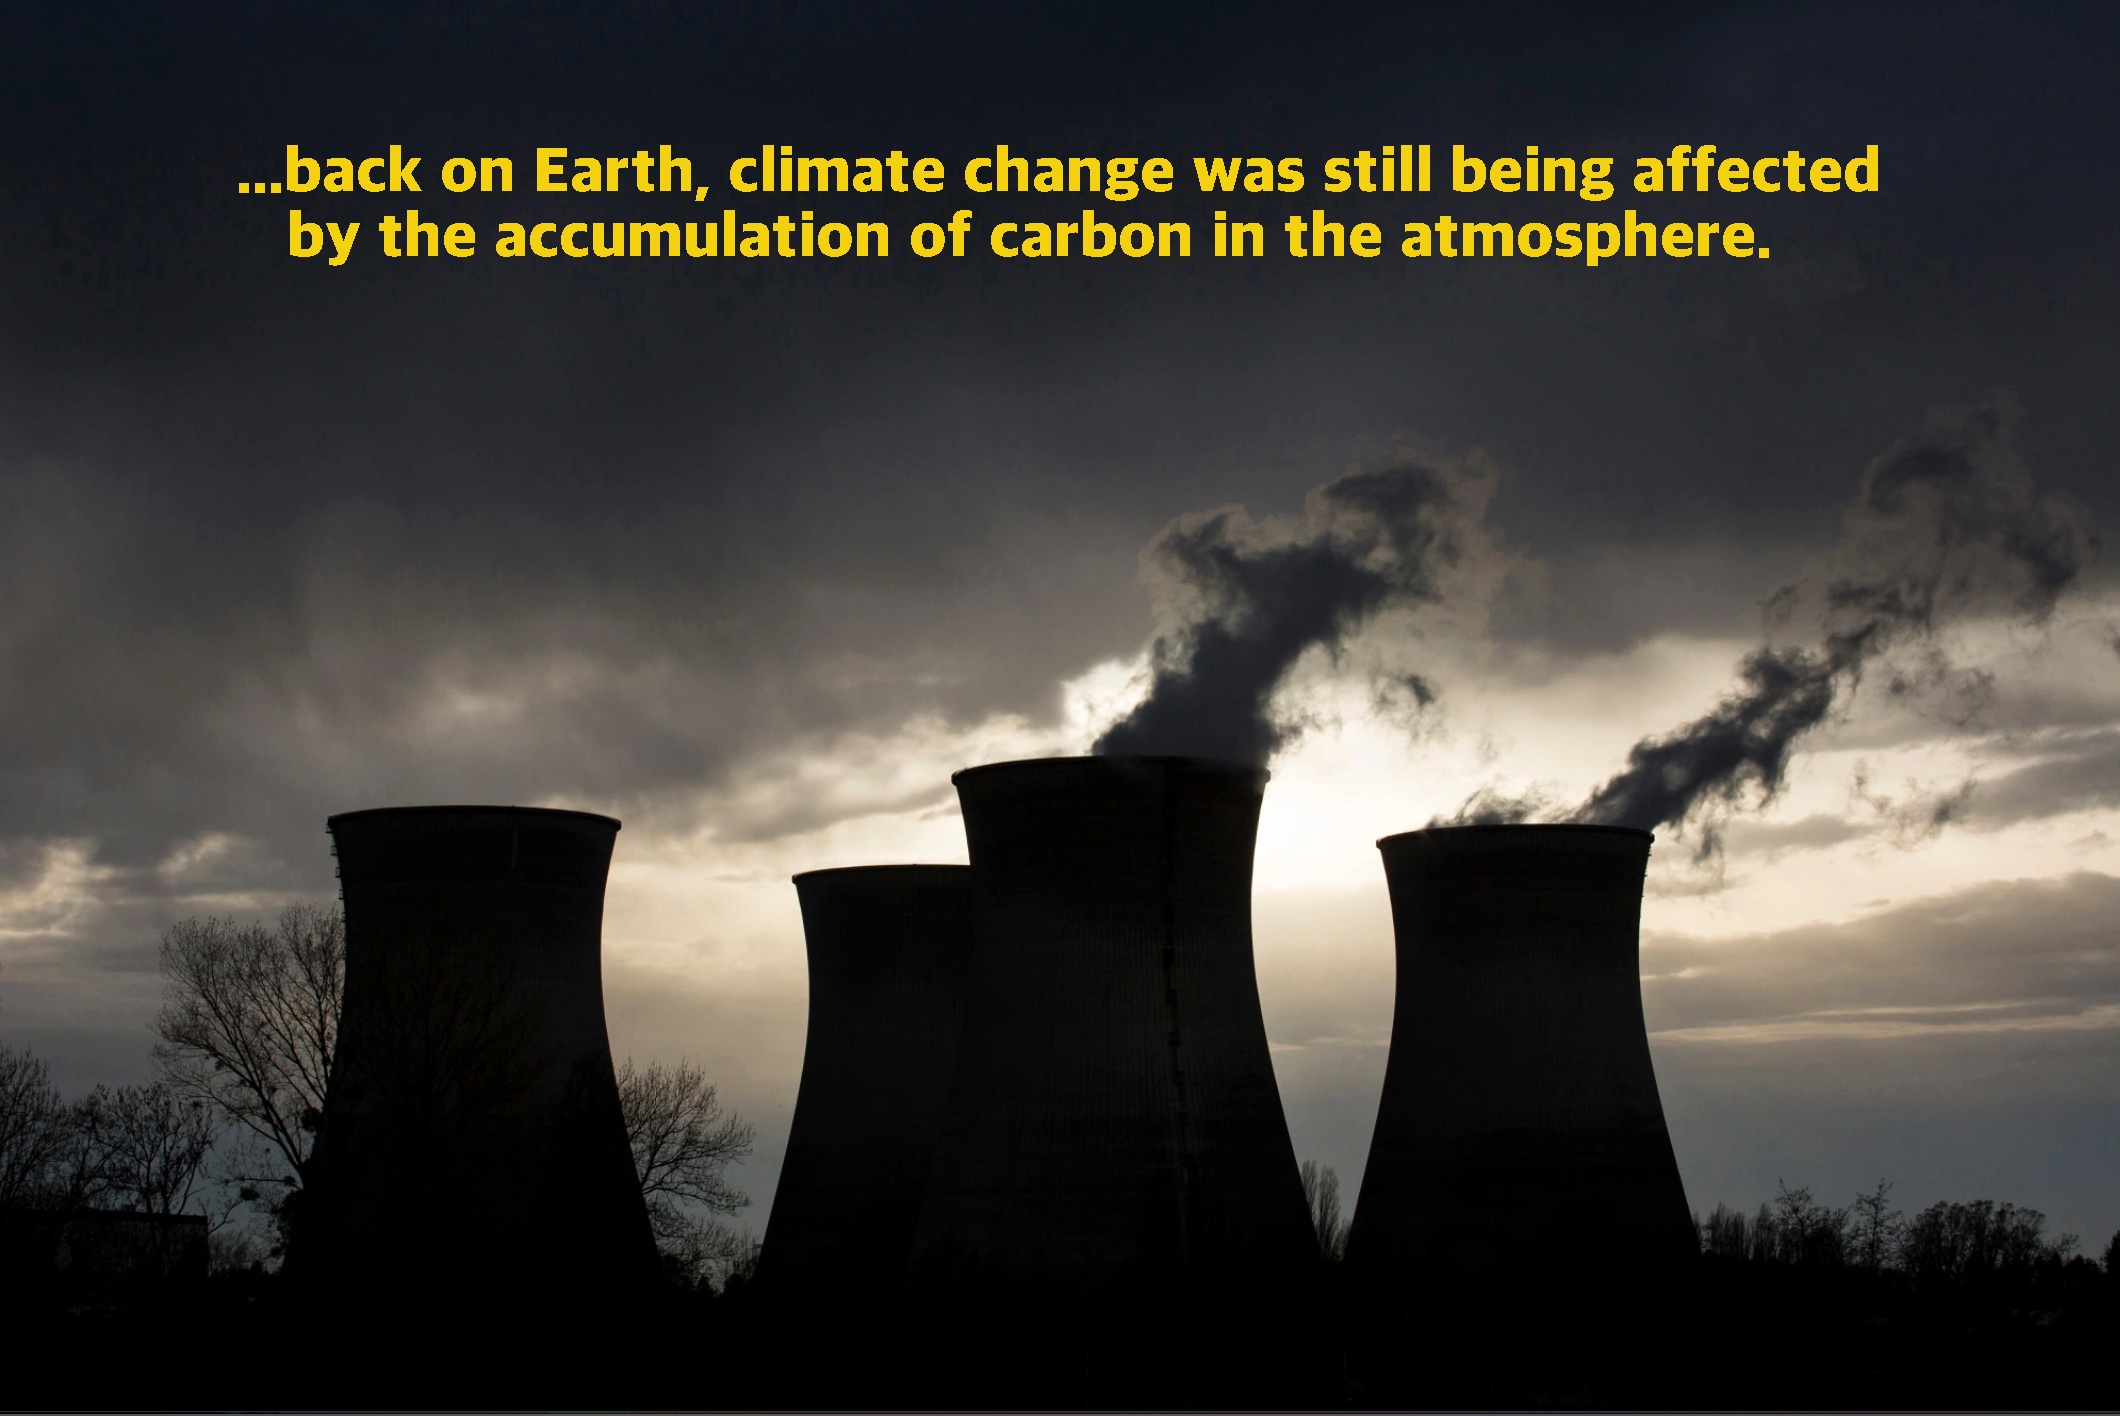 ...back on Earth, climate change was still being affected
by the accumulation of carbon in the atmosphere.